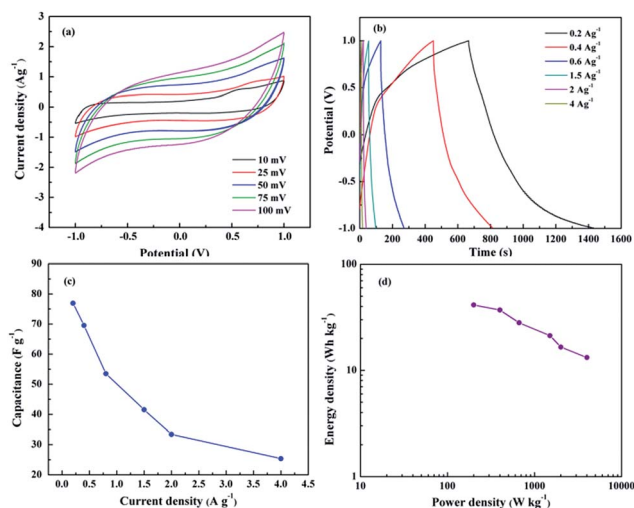 (a)
Current density (Ag-1)
4
3
2
1
0
-1
-2
-3
-4
10 mV
25 mV
50 mV
75 mV
100 mV
-1.0 -0.5 0.0 0.5 1.0
Potential (V)
(b)
Potential (V)
1.0
0.5
0.0
-0.5
-1.0
0.2 Ag-1
0.4 Ag-1
0.6 Ag-1
1.5 Ag-1
2 Ag-1
4 Ag-1
0 200 400 600 800 1000 1200 1400 1600
Time (s)
(c)
Capacitance (F g-1)
90
80
70
60
50
40
30
20
0.0 0.5 1.0 1.5 2.0 2.5 3.0 3.5 4.0 4.5
Current density (A g-1)
(d)
Energy density (Wh kg-1)
100
10
1
10 100 1000 10000
Power density (W kg-1)